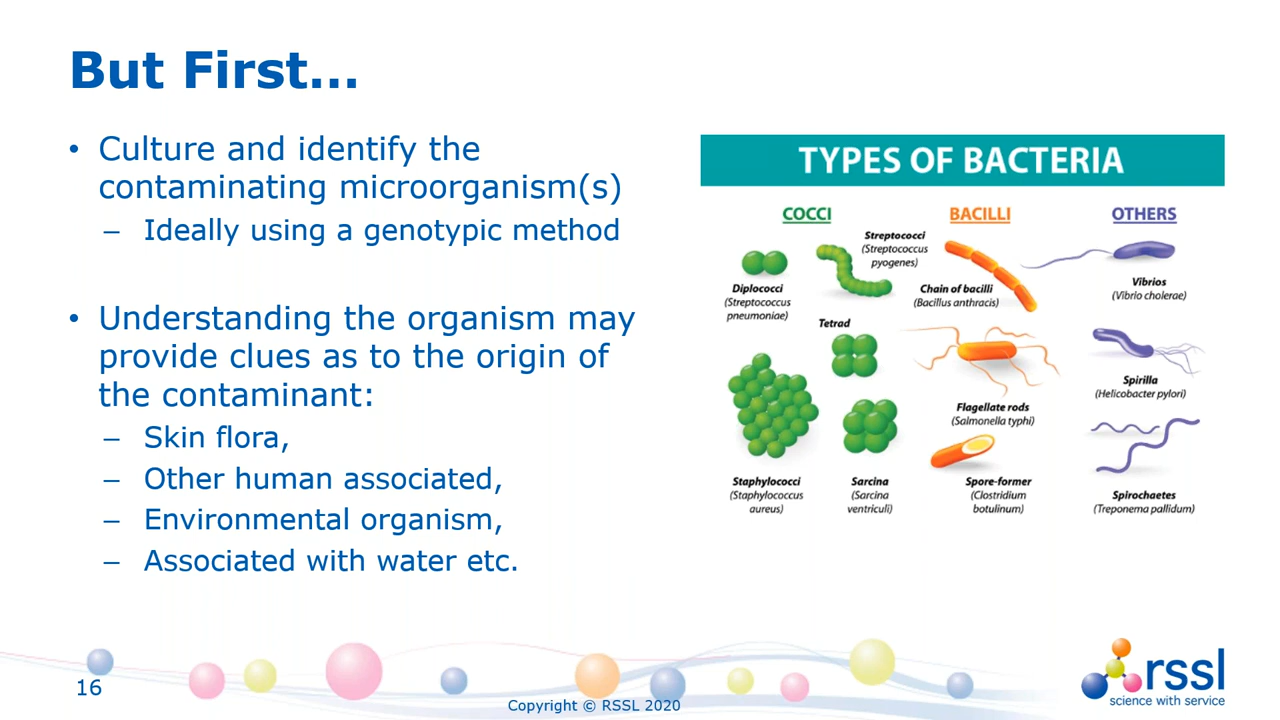 But First...
• Culture and identify the
contaminating microorganism(s)
– Ideally using a genotypic method
• Understanding the organism may
provide clues as to the origin of
the contaminant:
– Skin flora,
– Other human associated,
– Environmental organism,
– Associated with water etc.
TYPES OF BACTERIA
COCCI
BACILLI
OTHERS
Diplococci
(Streptococcus
pneumoniae)
Streptococci
(Streptococcus
pyogenes)
Tetrad
Staphylococci
(Staphylococcus
aureus)
Sarcina
(Sarcina
ventriculi)
Chain of bacilli
(Bacillus anthracis)
Flagellate rods
(Salmonella typhi)
Spore-former
(Clostridium
botulinum)
Vibrios
(Vibrio cholerae)
Spirilla
(Helicobacter pylori)
Spirochaetes
(Treponema pallidum)
16
Copyright © RSSL 2020
rssl
science with service